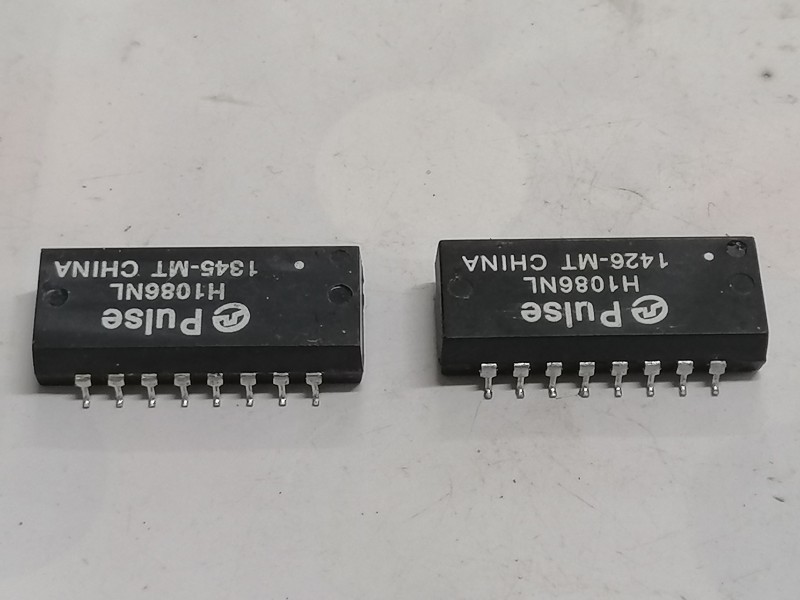 Pulse
H1086NL
1345-MT CHINA
Pulse
H1086NL
1426-MT CHINA